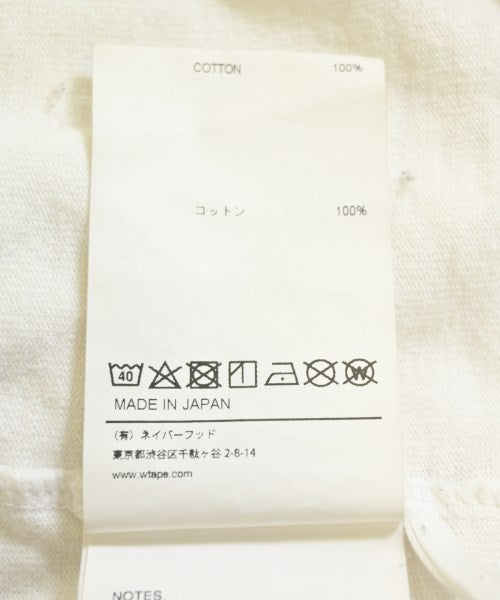 COTTON 100%
コットン 100%
40
W
MADE IN JAPAN
(有) ネイバーフッド
東京都渋谷区千駄ヶ谷 2-8-14
www.wtaps.com
NOTES